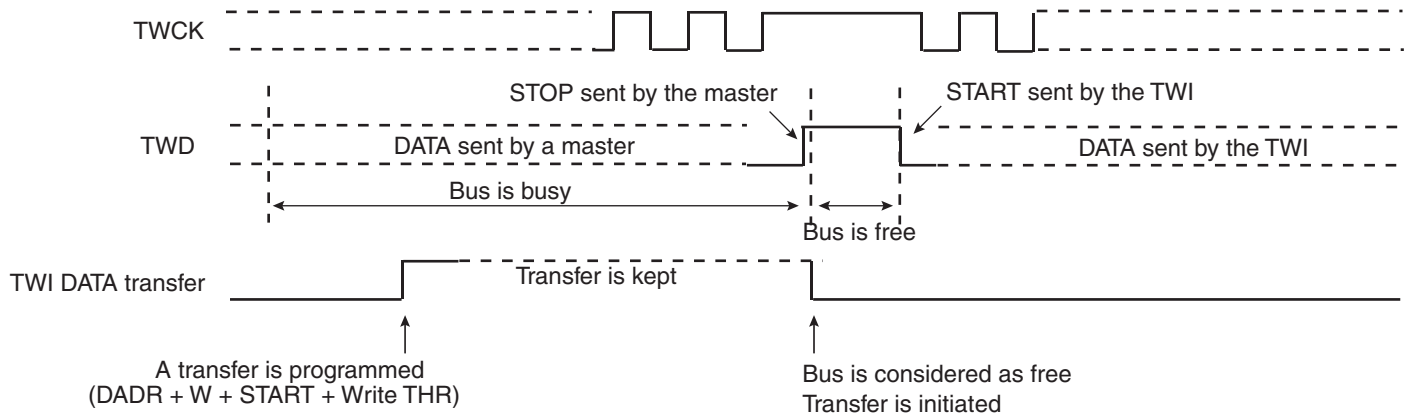 TWCK
STOP sent by the master
START sent by the TWI
TWD
DATA sent by a master
DATA sent by the TWI
Bus is busy
Bus is free
TWI DATA transfer
Transfer is kept
A transfer is programmed
(DADR + W + START + Write THR)
Bus is considered as free
Transfer is initiated